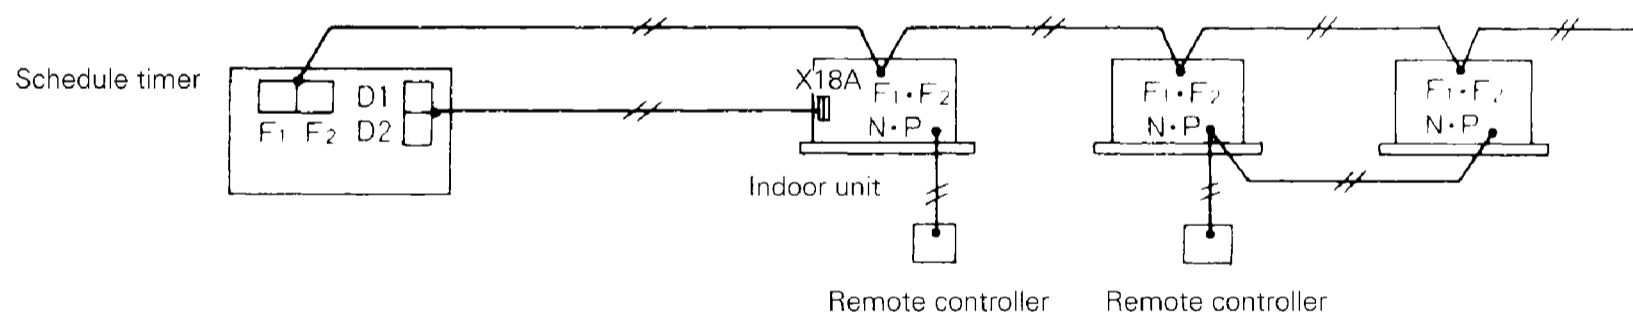 Schedule timer
F1 F2
D1
D2
X18A
F1·F2
N·P
Indoor unit
Remote controller
F1·F2
N·P
Remote controller
F1·F2
N·P